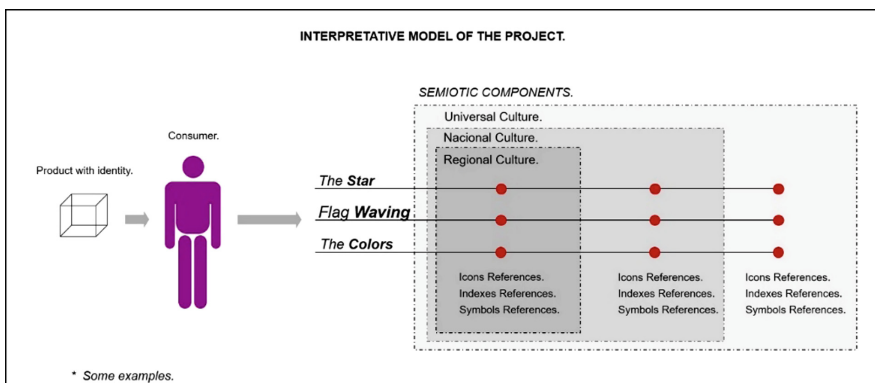 INTERPRETATIVE MODEL OF THE PROJECT.
SEMIOTIC COMPONENTS.
Universal Culture.
Consumer.
Nacional Culture.
Regional Culture.
Product with identity.
The Star
Flag Waving
The Colors
Icons References. Icons References. Icons References.
Indexes References. Indexes References. Indexes References.
Symbols References. Symbols References. Symbols References.
* Some examples.